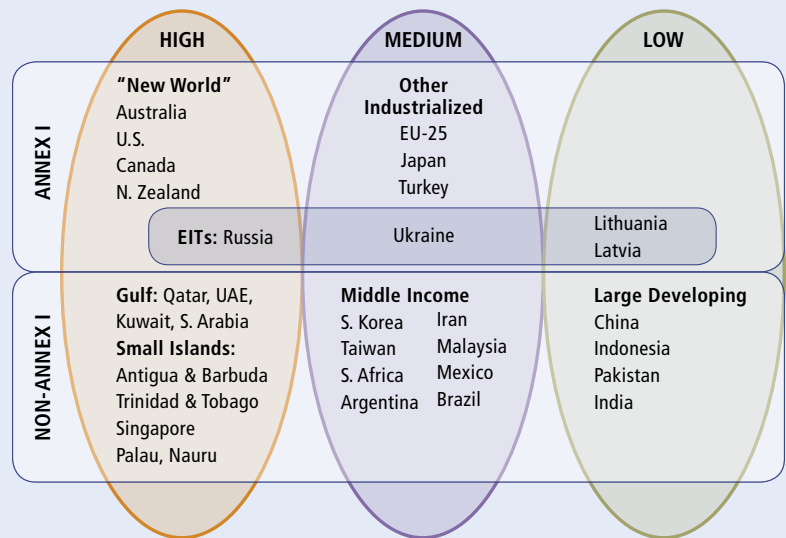 HIGH
MEDIUM
LOW
ANNEX I
“New World”
Australia
U.S.
Canada
N. Zealand
Other
Industrialized
EU-25
Japan
Turkey
EITs: Russia
Ukraine
Lithuania
Latvia
NON-ANNEX I
Gulf: Qatar, UAE,
Kuwait, S. Arabia
Small Islands:
Antigua & Barbuda
Trinidad & Tobago
Singapore
Palau, Nauru
Middle Income
S. Korea
Taiwan
S. Africa
Argentina
Iran
Malaysia
Mexico
Brazil
Large Developing
China
Indonesia
Pakistan
India